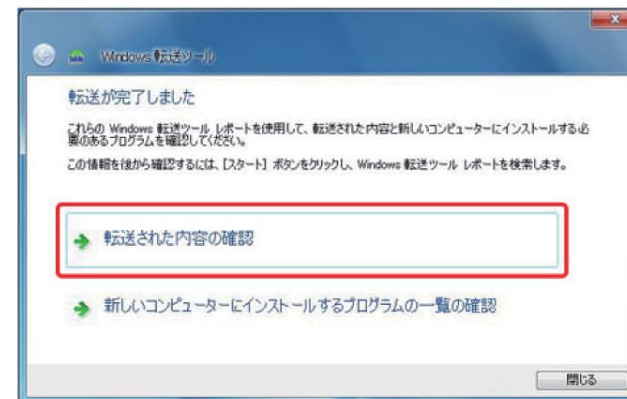 Windows 転送ツール
転送が完了しました
これらの Windows 転送ツール レポートを使用して、転送された内容と新しいコンピューターにインストールする必
要のあるプログラムを確認してください。
この情報を後から確認するには、[スタート] ボタンをクリックし、Windows 転送ツール レポートを検索します。
転送された内容の確認
新しいコンピューターにインストールするプログラムの一覧の確認
閉じる